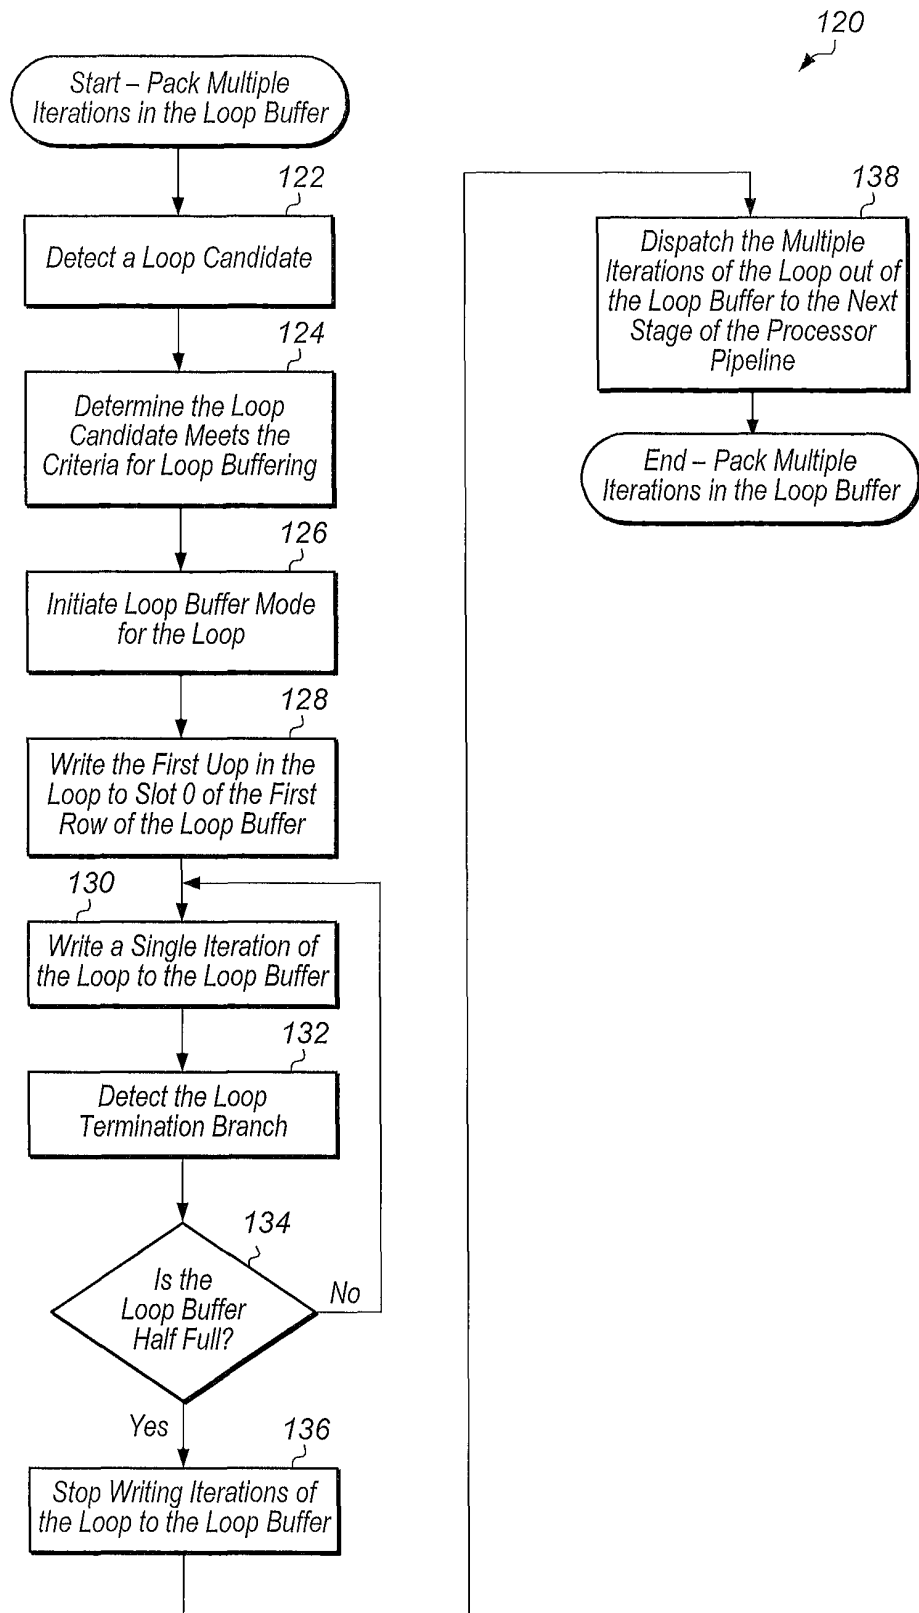 120
Start – Pack Multiple
Iterations in the Loop Buffer
122
Detect a Loop Candidate
124
Determine the Loop
Candidate Meets the
Criteria for Loop Buffering
126
Initiate Loop Buffer Mode
for the Loop
128
Write the First Uop in the
Loop to Slot 0 of the First
Row of the Loop Buffer
130
Write a Single Iteration of
the Loop to the Loop Buffer
132
Detect the Loop
Termination Branch
134
Is the
Loop Buffer
Half Full?
No
Yes
136
Stop Writing Iterations of
the Loop to the Loop Buffer
138
Dispatch the Multiple
Iterations of the Loop out of
the Loop Buffer to the Next
Stage of the Processor
Pipeline
End – Pack Multiple
Iterations in the Loop Buffer